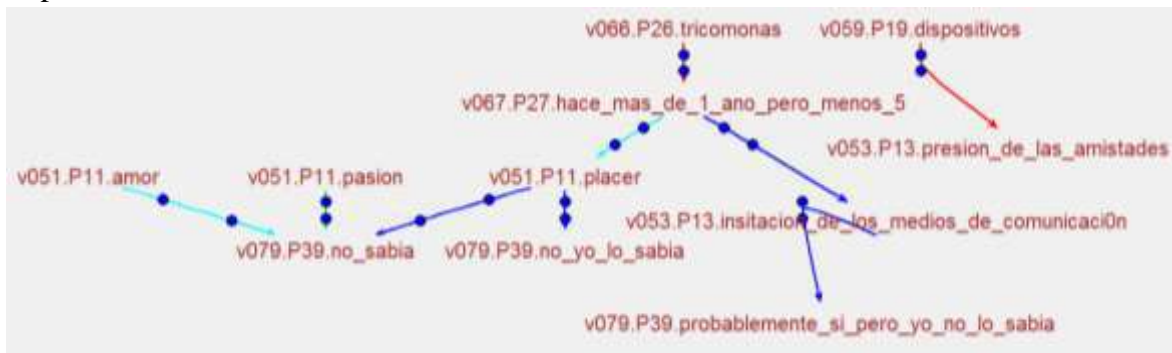 v066.P26.tricomonas v059.P19.dispositivos
v067.P27.hace_mas_de_1_ano_pero_menos_5
v053.P13.presion_de_las_amistades
v051.P11.amor v051.P11.pasion v051.P11.placer
v053.P13.insitacion_de_los_medios_de_comunicaci0n
v079.P39.no_sabia v079.P39.no_yo_lo_sabia
v079.P39.probablemente_si_pero_yo_no_lo_sabia